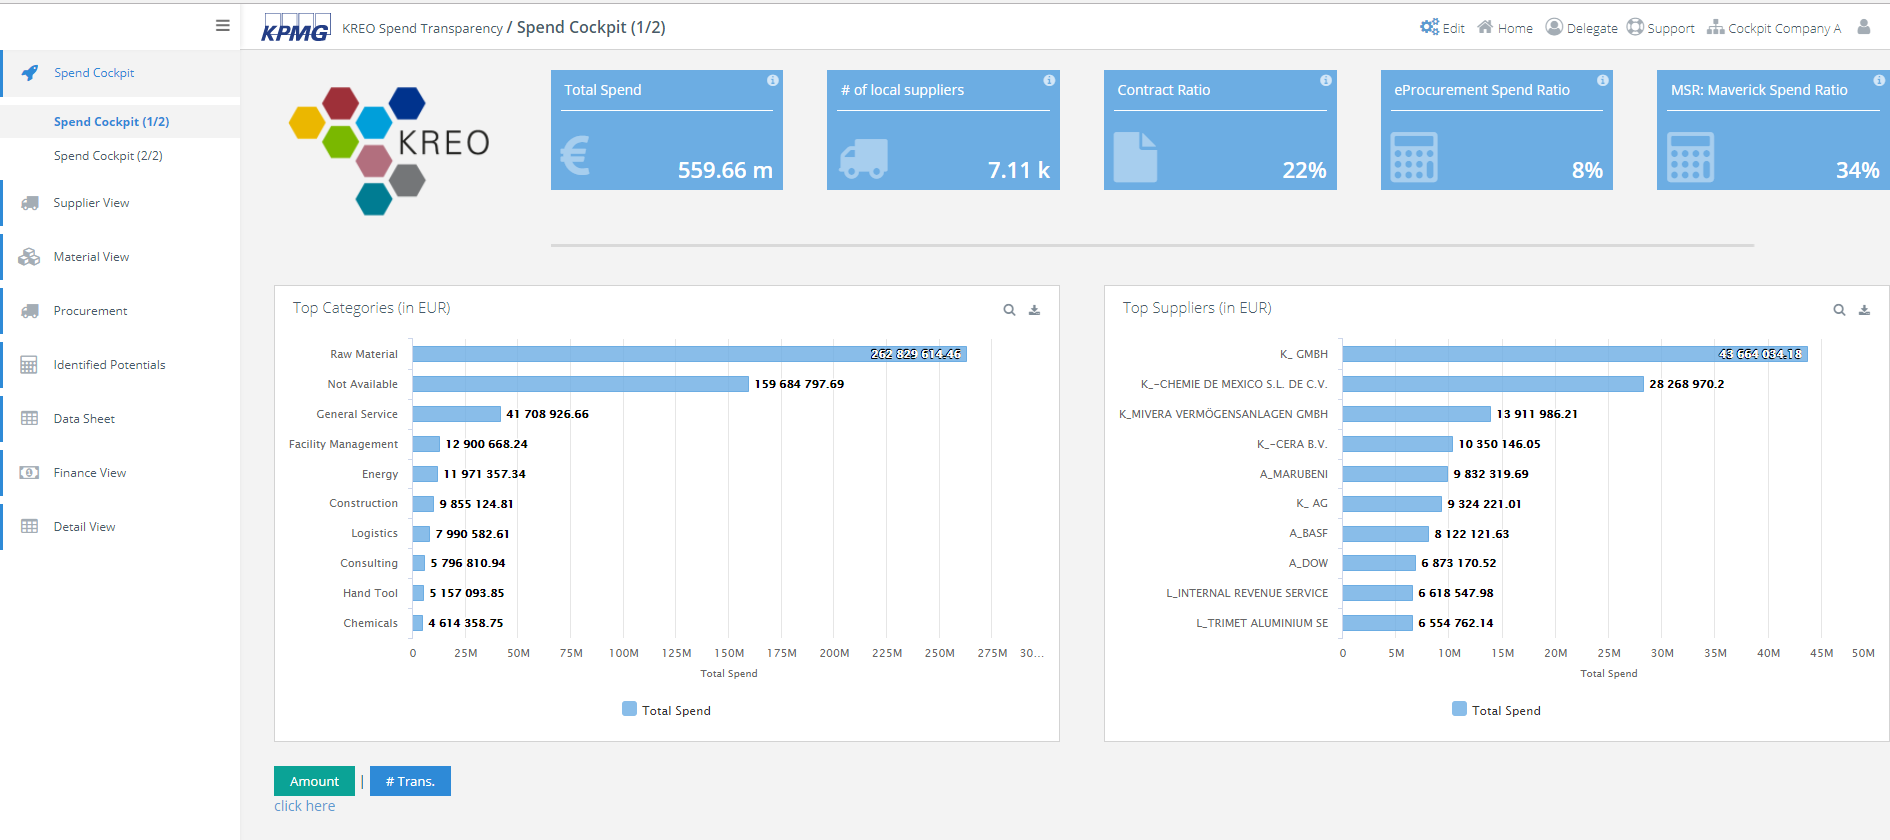 KPMG KREO Spend Transparency / Spend Cockpit (1/2)
Edit Home Delegate Support Cockpit Company A
Spend Cockpit
Spend Cockpit (1/2)
Spend Cockpit (2/2)
Supplier View
Material View
Procurement
Identified Potentials
Data Sheet
Finance View
Detail View
KREO
Total Spend
€
559.66 m
# of local suppliers
7.11 k
Contract Ratio
22%
eProcurement Spend Ratio
8%
MSR: Maverick Spend Ratio
34%
Top Categories (in EUR)
Raw Material 262 829 614.46
Not Available 159 684 797.69
General Service 41 708 926.66
Facility Management 12 900 668.24
Energy 11 971 357.34
Construction 9 855 124.81
Logistics 7 990 582.61
Consulting 5 796 810.94
Hand Tool 5 157 093.85
Chemicals 4 614 358.75
0 25M 50M 75M 100M 125M 150M 175M 200M 225M 250M 275M 30...
Total Spend
Total Spend
Top Suppliers (in EUR)
K_ GMBH 43 664 034.18
K_-CHEMIE DE MEXICO S.L. DE C.V. 28 268 970.2
K_MIVERA VERMÖGENSANLAGEN GMBH 13 911 986.21
K_-CERA B.V. 10 350 146.05
A_MARUBENI 9 832 319.69
K_ AG 9 324 221.01
A_BASF 8 122 121.63
A_DOW 6 873 170.52
L_INTERNAL REVENUE SERVICE 6 618 547.98
L_TRIMET ALUMINIUM SE 6 554 762.14
0 5M 10M 15M 20M 25M 30M 35M 40M 45M 50M
Total Spend
Total Spend
Amount | # Trans.
click here